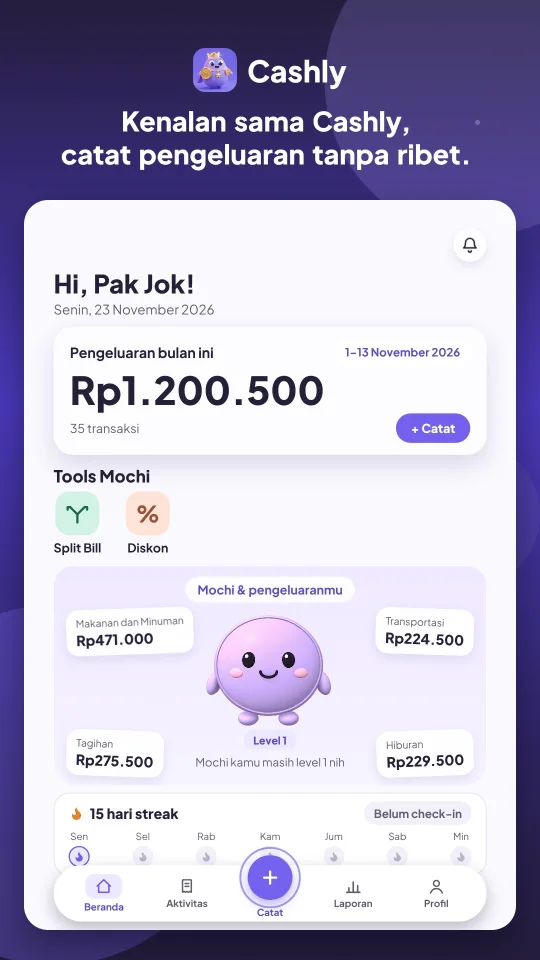 Cashly
Kenalan sama Cashly,
catat pengeluaran tanpa ribet.
Hi, Pak Jok!
Senin, 23 November 2026
Pengeluaran bulan ini
1–13 November 2026
Rp1.200.500
35 transaksi
+ Catat
Tools Mochi
%
Split Bill
Diskon
Mochi & pengeluaranmu
Makanan dan Minuman
Rp471.000
Transportasi
Rp224.500
Level 1
Tagihan
Rp275.500
Mochi kamu masih level 1 nih
Hiburan
Rp229.500
15 hari streak
Belum check-in
Sen Sel Rab Kam Jum Sab Min
+
Beranda
Aktivitas
Catat
Laporan
Profil